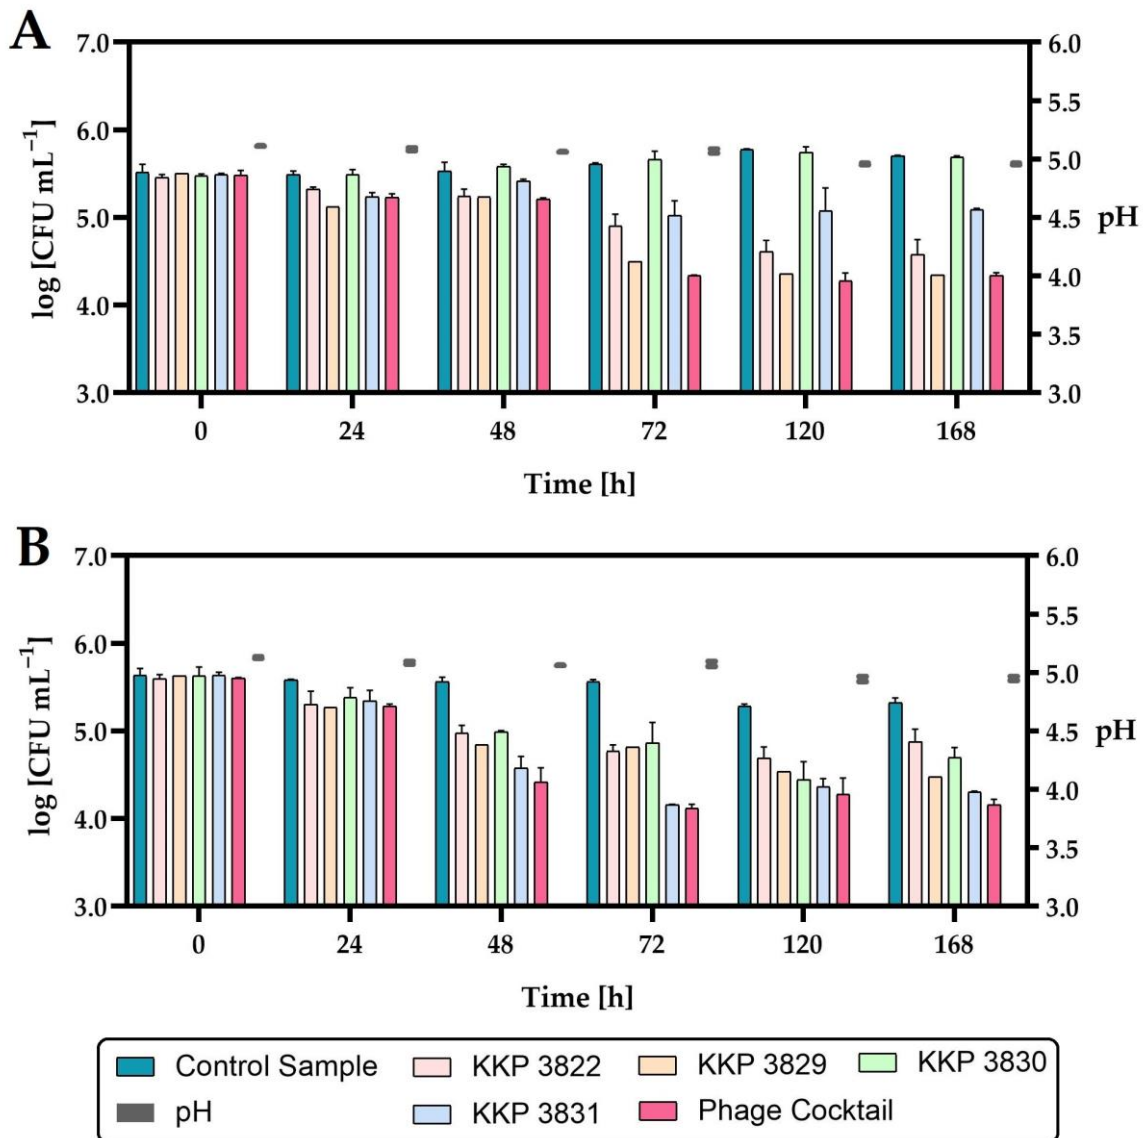 A
7.0
6.0
5.0
4.0
3.0
log [CFU mL⁻¹]
6.0
5.5
5.0
4.5
4.0
3.5
3.0
pH
0 24 48 72 120 168
Time [h]
B
7.0
6.0
5.0
4.0
3.0
log [CFU mL⁻¹]
6.0
5.5
5.0
4.5
4.0
3.5
3.0
pH
0 24 48 72 120 168
Time [h]
Control Sample KKP 3822 KKP 3829 KKP 3830
pH KKP 3831 Phage Cocktail